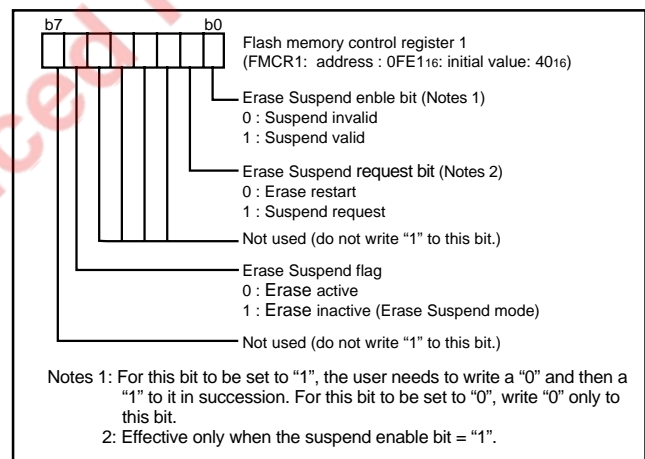 b7 b0
Flash memory control register 1
(FMCR1: address : 0FE116: initial value: 4016)
Erase Suspend enble bit (Notes 1)
0 : Suspend invalid
1 : Suspend valid
Erase Suspend request bit (Notes 2)
0 : Erase restart
1 : Suspend request
Not used (do not write “1” to this bit.)
Erase Suspend flag
0 : Erase active
1 : Erase inactive (Erase Suspend mode)
Not used (do not write “1” to this bit.)
Notes 1: For this bit to be set to “1”, the user needs to write a “0” and then a
“1” to it in succession. For this bit to be set to “0”, write “0” only to
this bit.
2: Effective only when the suspend enable bit = “1”.